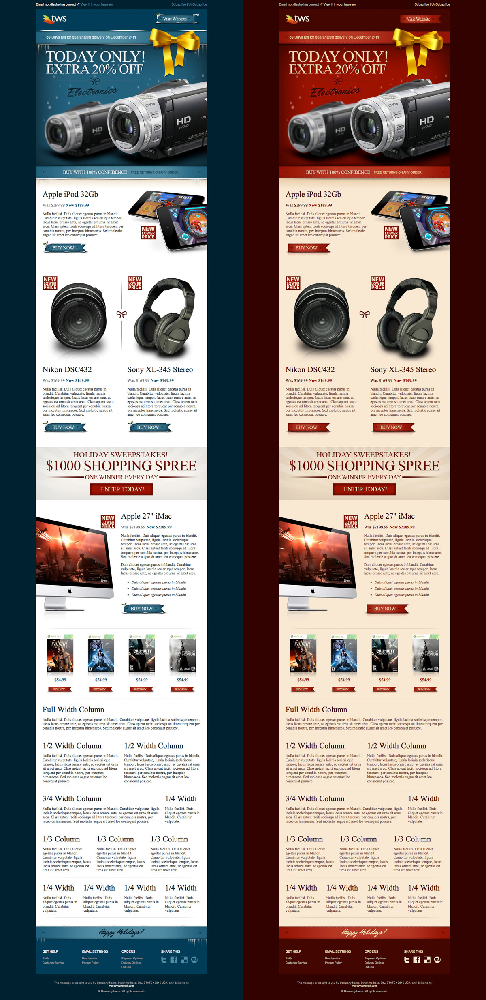 Email not displaying correctly? View it in your browser
Subscribe | UnSubscribe
tws
Visit Website
63 Days left for guaranteed delivery on December 24th
TODAY ONLY!
EXTRA 20% OFF
Electronics
CMOS
HD
AVCHD
HD
4.0 MEGA PIXELS
Carl Zeiss
SONY
BUY WITH 100% CONFIDENCE FREE RETURNS ON ANY ORDER
Apple iPod 32Gb
Was $199.99 Now $189.99
Nulla facilisi. Duis aliquet egestas purus in blandit.
Curabitur vulputate, ligula lacinia scelerisque tempor,
lacus lacus ornare ante, ac egestas est urna sit amet
arcu. Class aptent taciti sociosqu ad litora torquent per
conubia nostra, per inceptos himenaeos. Sed molestie
augue sit amet leo consequat posuere.
NEW
LOWER
PRICE
BUY NOW
NEW
LOWER
PRICE
NEW
LOWER
PRICE
Nikon DSC432
Was $169.99 Now $149.99
Nulla facilisi. Duis aliquet egestas purus in
blandit. Curabitur vulputate, ligula lacinia
scelerisque tempor, lacus lacus ornare ante, ac
egestas est urna sit amet arcu. Class aptent taciti
sociosqu ad litora torquent per conubia nostra,
per inceptos himenaeos. Sed molestie augue sit
amet leo consequat posuere.
BUY NOW
Sony XL-345 Stereo
Was $169.99 Now $149.99
Nulla facilisi. Duis aliquet egestas purus in
blandit. Curabitur vulputate, ligula lacinia
scelerisque tempor, lacus lacus ornare ante, ac
egestas est urna sit amet arcu. Class aptent taciti
sociosqu ad litora torquent per conubia nostra,
per inceptos himenaeos. Sed molestie augue sit
amet leo consequat posuere.
BUY NOW
HOLIDAY SWEEPSTAKES!
$1000 SHOPPING SPREE
ONE WINNER EVERY DAY
ENTER TODAY!
NEW
LOWER
PRICE
EVE
Apple 27" iMac
Was $2199.99 Now $2189.99
Nulla facilisi. Duis aliquet egestas purus in blandit.
Curabitur vulputate, ligula lacinia scelerisque
tempor, lacus lacus ornare ante, ac egestas est urna
sit amet arcu. Class aptent taciti sociosqu ad litora
torquent per conubia nostra, per inceptos himenaeos.
Sed molestie augue sit amet leo consequat posuere.
Duis aliquet egestas purus in blandit. Curabitur
vulputate, ligula lacinia scelerisque tempor, lacus
lacus ornare ante, ac egestas est urna sit amet arcu.
• Duis aliquet egestas purus in blandit
• Duis aliquet egestas purus in blandit
• Duis aliquet egestas purus in blandit
BUY NOW
Fallout
NEW VEGAS
FORCE
CALL OF DUTY
BLACK OPS
MEDAL OF
HONOR
$54.99 $54.99 $54.99 $54.99
BUY NOW BUY NOW BUY NOW BUY NOW
Full Width Column
Nulla facilisi. Duis aliquet egestas purus in blandit. Curabitur vulputate, ligula lacinia scelerisque tempor,
lacus lacus ornare ante, ac egestas est urna sit amet arcu. Class aptent taciti sociosqu ad litora torquent per
conubia nostra, per inceptos himenaeos. Sed molestie augue sit amet leo consequat posuere.
1/2 Width Column
Nulla facilisi. Duis aliquet egestas purus in blandit.
Curabitur vulputate, ligula lacinia scelerisque
tempor, lacus lacus ornare ante, ac egestas est urna
sit amet arcu. Class aptent taciti sociosqu ad litora
torquent per conubia nostra, per inceptos
himenaeos. Sed molestie augue sit amet leo
consequat posuere.
1/2 Width Column
Nulla facilisi. Duis aliquet egestas purus in blandit.
Curabitur vulputate, ligula lacinia scelerisque
tempor, lacus lacus ornare ante, ac egestas est urna
sit amet arcu. Class aptent taciti sociosqu ad litora
torquent per conubia nostra, per inceptos
himenaeos. Sed molestie augue sit amet leo
consequat posuere.
3/4 Width Column
Nulla facilisi. Duis aliquet egestas purus in blandit. Curabitur vulputate, ligula
lacinia scelerisque tempor, lacus lacus ornare ante, ac egestas est urna sit amet
arcu. Class aptent taciti sociosqu ad litora torquent per conubia nostra, per
inceptos himenaeos. Sed molestie augue sit amet leo consequat posuere.
1/4 Width
Nulla facilisi. Duis
aliquet egestas purus in
blandit. Curabitur
vulputate.
1/3 Column
Nulla facilisi. Duis aliquet
egestas purus in blandit.
Curabitur vulputate, ligula
lacinia scelerisque tempor, lacus
lacus ornare ante, ac egestas est
urna sit amet arcu.
1/3 Column
Nulla facilisi. Duis aliquet
egestas purus in blandit.
Curabitur vulputate, ligula
lacinia scelerisque tempor, lacus
lacus ornare ante, ac egestas est
urna sit amet arcu.
1/3 Column
Nulla facilisi. Duis aliquet
egestas purus in blandit.
Curabitur vulputate, ligula
lacinia scelerisque tempor, lacus
lacus ornare ante, ac egestas est
urna sit amet arcu.
1/4 Width
Nulla facilisi. Duis
aliquet egestas purus in
blandit. Curabitur
vulputate.
1/4 Width
Nulla facilisi. Duis
aliquet egestas purus in
blandit. Curabitur
vulputate.
1/4 Width
Nulla facilisi. Duis
aliquet egestas purus in
blandit. Curabitur
vulputate.
1/4 Width
Nulla facilisi. Duis
aliquet egestas purus in
blandit. Curabitur
vulputate.
Happy Holidays!
GET HELP
FAQs
Customer Service
EMAIL SETTINGS
Unsubscribe
Privacy Policy
ORDERS
Payment Options
Delivery Options
Returns
SHARE THIS
This message is brought to you by Company Name, Street Address, City, STATE 12345 USA. and delivered to
you@youremail.com
© Company Name. All rights reserved.
Email not displaying correctly? View it in your browser
Subscribe | UnSubscribe
tws
Visit Website
63 Days left for guaranteed delivery on December 24th
TODAY ONLY!
EXTRA 20% OFF
Electronics
CMOS
HD
AVCHD
HD
4.0 MEGA PIXELS
Carl Zeiss
SONY
BUY WITH 100% CONFIDENCE FREE RETURNS ON ANY ORDER
Apple iPod 32Gb
Was $199.99 Now $189.99
Nulla facilisi. Duis aliquet egestas purus in blandit.
Curabitur vulputate, ligula lacinia scelerisque tempor,
lacus lacus ornare ante, ac egestas est urna sit amet
arcu. Class aptent taciti sociosqu ad litora torquent per
conubia nostra, per inceptos himenaeos. Sed molestie
augue sit amet leo consequat posuere.
NEW
LOWER
PRICE
BUY NOW
NEW
LOWER
PRICE
NEW
LOWER
PRICE
Nikon DSC432
Was $169.99 Now $149.99
Nulla facilisi. Duis aliquet egestas purus in
blandit. Curabitur vulputate, ligula lacinia
scelerisque tempor, lacus lacus ornare ante, ac
egestas est urna sit amet arcu. Class aptent taciti
sociosqu ad litora torquent per conubia nostra,
per inceptos himenaeos. Sed molestie augue sit
amet leo consequat posuere.
BUY NOW
Sony XL-345 Stereo
Was $169.99 Now $149.99
Nulla facilisi. Duis aliquet egestas purus in
blandit. Curabitur vulputate, ligula lacinia
scelerisque tempor, lacus lacus ornare ante, ac
egestas est urna sit amet arcu. Class aptent taciti
sociosqu ad litora torquent per conubia nostra,
per inceptos himenaeos. Sed molestie augue sit
amet leo consequat posuere.
BUY NOW
HOLIDAY SWEEPSTAKES!
$1000 SHOPPING SPREE
ONE WINNER EVERY DAY
ENTER TODAY!
NEW
LOWER
PRICE
EVE
Apple 27" iMac
Was $2199.99 Now $2189.99
Nulla facilisi. Duis aliquet egestas purus in blandit.
Curabitur vulputate, ligula lacinia scelerisque
tempor, lacus lacus ornare ante, ac egestas est urna
sit amet arcu. Class aptent taciti sociosqu ad litora
torquent per conubia nostra, per inceptos himenaeos.
Sed molestie augue sit amet leo consequat posuere.
Duis aliquet egestas purus in blandit. Curabitur
vulputate, ligula lacinia scelerisque tempor, lacus
lacus ornare ante, ac egestas est urna sit amet arcu.
• Duis aliquet egestas purus in blandit
• Duis aliquet egestas purus in blandit
• Duis aliquet egestas purus in blandit
BUY NOW
Fallout
NEW VEGAS
FORCE
CALL OF DUTY
BLACK OPS
MEDAL OF
HONOR
$54.99 $54.99 $54.99 $54.99
BUY NOW BUY NOW BUY NOW BUY NOW
Full Width Column
Nulla facilisi. Duis aliquet egestas purus in blandit. Curabitur vulputate, ligula lacinia scelerisque tempor,
lacus lacus ornare ante, ac egestas est urna sit amet arcu. Class aptent taciti sociosqu ad litora torquent per
conubia nostra, per inceptos himenaeos. Sed molestie augue sit amet leo consequat posuere.
1/2 Width Column
Nulla facilisi. Duis aliquet egestas purus in blandit.
Curabitur vulputate, ligula lacinia scelerisque
tempor, lacus lacus ornare ante, ac egestas est urna
sit amet arcu. Class aptent taciti sociosqu ad litora
torquent per conubia nostra, per inceptos
himenaeos. Sed molestie augue sit amet leo
consequat posuere.
1/2 Width Column
Nulla facilisi. Duis aliquet egestas purus in blandit.
Curabitur vulputate, ligula lacinia scelerisque
tempor, lacus lacus ornare ante, ac egestas est urna
sit amet arcu. Class aptent taciti sociosqu ad litora
torquent per conubia nostra, per inceptos
himenaeos. Sed molestie augue sit amet leo
consequat posuere.
3/4 Width Column
Nulla facilisi. Duis aliquet egestas purus in blandit. Curabitur vulputate, ligula
lacinia scelerisque tempor, lacus lacus ornare ante, ac egestas est urna sit amet
arcu. Class aptent taciti sociosqu ad litora torquent per conubia nostra, per
inceptos himenaeos. Sed molestie augue sit amet leo consequat posuere.
1/4 Width
Nulla facilisi. Duis
aliquet egestas purus in
blandit. Curabitur
vulputate.
1/3 Column
Nulla facilisi. Duis aliquet
egestas purus in blandit.
Curabitur vulputate, ligula
lacinia scelerisque tempor, lacus
lacus ornare ante, ac egestas est
urna sit amet arcu.
1/3 Column
Nulla facilisi. Duis aliquet
egestas purus in blandit.
Curabitur vulputate, ligula
lacinia scelerisque tempor, lacus
lacus ornare ante, ac egestas est
urna sit amet arcu.
1/3 Column
Nulla facilisi. Duis aliquet
egestas purus in blandit.
Curabitur vulputate, ligula
lacinia scelerisque tempor, lacus
lacus ornare ante, ac egestas est
urna sit amet arcu.
1/4 Width
Nulla facilisi. Duis
aliquet egestas purus in
blandit. Curabitur
vulputate.
1/4 Width
Nulla facilisi. Duis
aliquet egestas purus in
blandit. Curabitur
vulputate.
1/4 Width
Nulla facilisi. Duis
aliquet egestas purus in
blandit. Curabitur
vulputate.
1/4 Width
Nulla facilisi. Duis
aliquet egestas purus in
blandit. Curabitur
vulputate.
Happy Holidays!
GET HELP
FAQs
Customer Service
EMAIL SETTINGS
Unsubscribe
Privacy Policy
ORDERS
Payment Options
Delivery Options
Returns
SHARE THIS
This message is brought to you by Company Name, Street Address, City, STATE 12345 USA. and delivered to
you@youremail.com
© Company Name. All rights reserved.